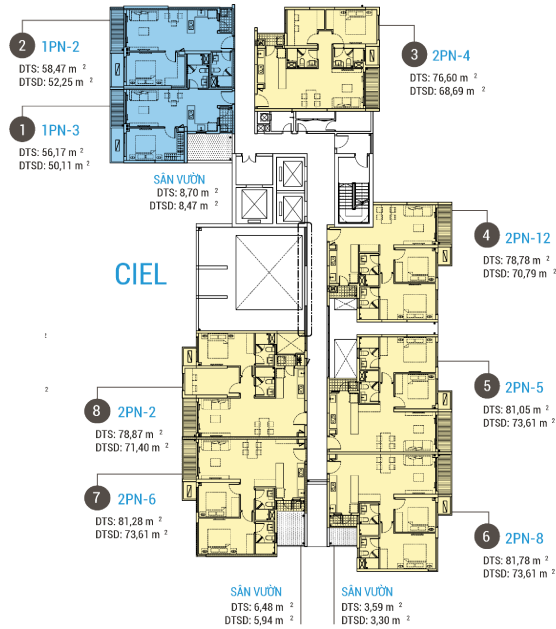 2 1PN-2
DTS: 58,47 m ²
DTSD: 52,25 m ²
1 1PN-3
DTS: 56,17 m ²
DTSD: 50,11 m ²
SÂN VƯỜN
DTS: 8,70 m ²
DTSD: 8,47 m ²
3 2PN-4
DTS: 76,60 m ²
DTSD: 68,69 m ²
CIEL
4 2PN-12
DTS: 78,78 m ²
DTSD: 70,79 m ²
5 2PN-5
DTS: 81,05 m ²
DTSD: 73,61 m ²
8 2PN-2
DTS: 78,87 m ²
DTSD: 71,40 m ²
7 2PN-6
DTS: 81,28 m ²
DTSD: 73,61 m ²
6 2PN-8
DTS: 81,78 m ²
DTSD: 73,61 m ²
SÂN VƯỜN
DTS: 6,48 m ²
DTSD: 5,94 m ²
SÂN VƯỜN
DTS: 3,59 m ²
DTSD: 3,30 m ²